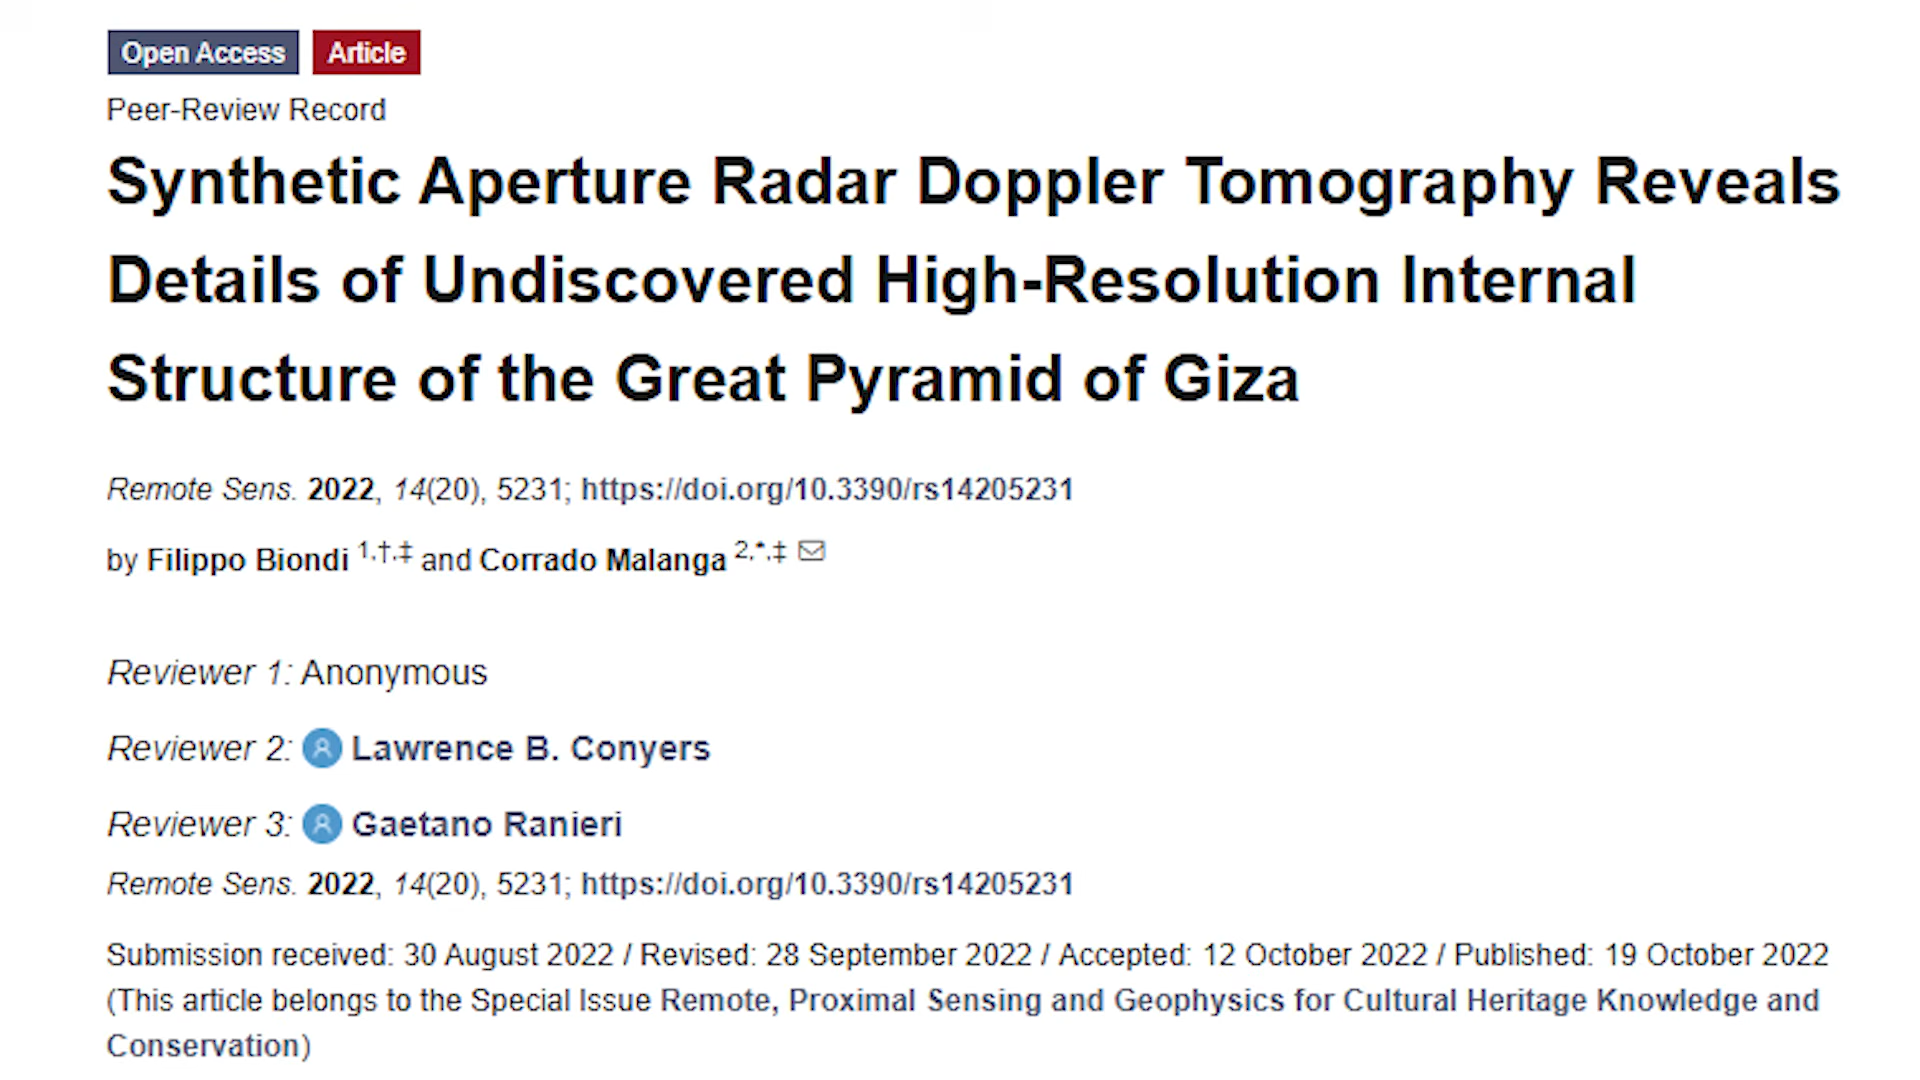 Open Access Article
Peer-Review Record
Synthetic Aperture Radar Doppler Tomography Reveals
Details of Undiscovered High-Resolution Internal
Structure of the Great Pyramid of Giza
Remote Sens. 2022, 14(20), 5231; https://doi.org/10.3390/rs14205231
by Filippo Biondi 1,†,‡ and Corrado Malanga 2,*,‡
Reviewer 1: Anonymous
Reviewer 2: Lawrence B. Conyers
Reviewer 3: Gaetano Ranieri
Remote Sens. 2022, 14(20), 5231; https://doi.org/10.3390/rs14205231
Submission received: 30 August 2022 / Revised: 28 September 2022 / Accepted: 12 October 2022 / Published: 19 October 2022
(This article belongs to the Special Issue Remote, Proximal Sensing and Geophysics for Cultural Heritage Knowledge and
Conservation)